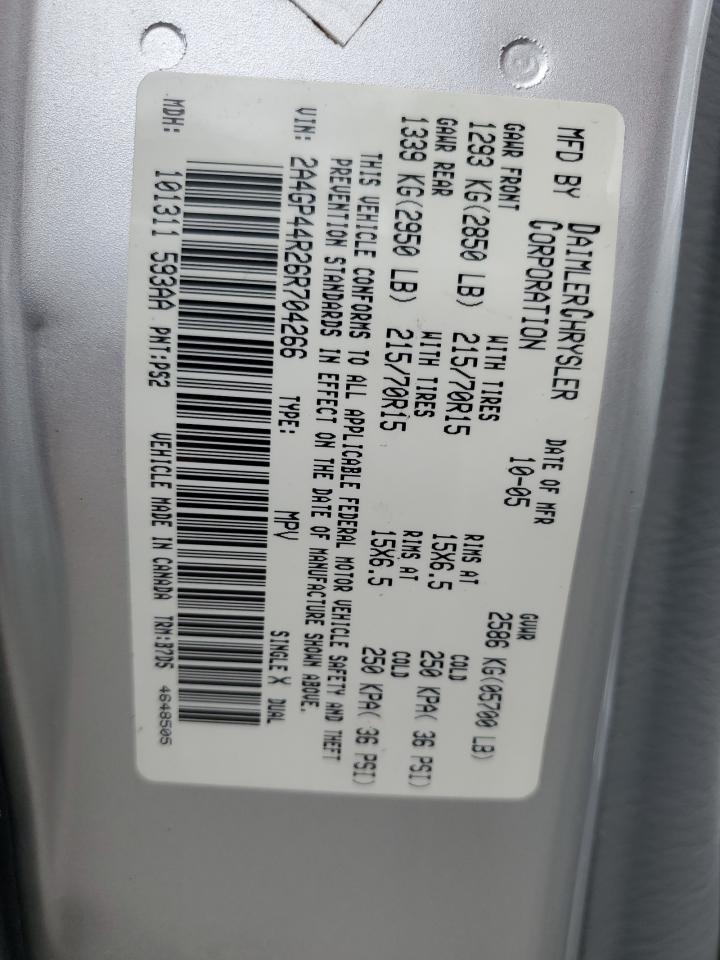 MFD BY DAIMLERCHRYSLER CORPORATION DATE OF MFR 10-05 GVWR 2586 KG(05700 LB)
GAWR FRONT WITH TIRES RIMS AT COLD
1293 KG(2850 LB) 215/70R15 15X6.5 250 KPA( 36 PSI)
GAWR REAR WITH TIRES RIMS AT COLD
1339 KG(2950 LB) 215/70R15 15X6.5 250 KPA( 36 PSI)
THIS VEHICLE CONFORMS TO ALL APPLICABLE FEDERAL MOTOR VEHICLE SAFETY AND THEFT
PREVENTION STANDARDS IN EFFECT ON THE DATE OF MANUFACTURE SHOWN ABOVE.
VIN: 2A4GP44R26R704266 TYPE: MPV SINGLE X DUAL
MDH: 101311 593AA PNT:PS2 VEHICLE MADE IN CANADA TRM:B7D5 4648505